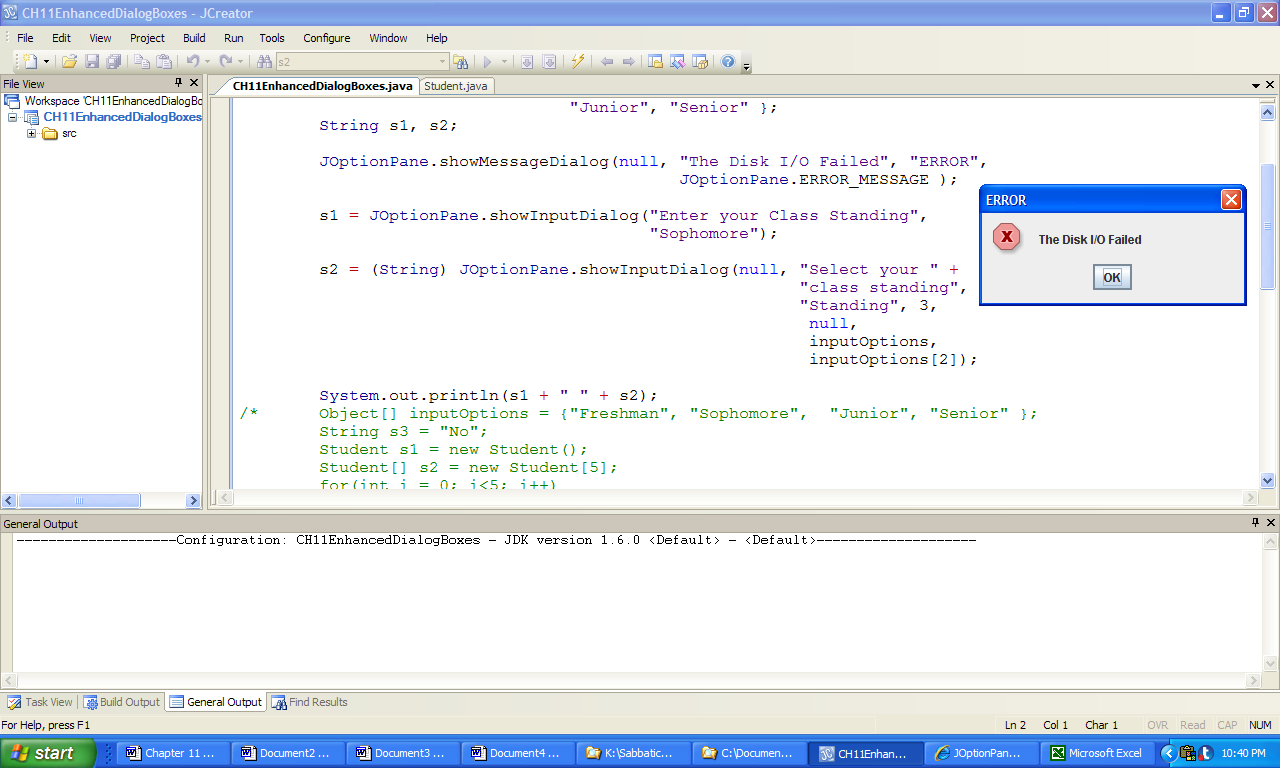 CH11EnhancedDialogBoxes - JCreator
File Edit View Project Build Run Tools Configure Window Help
s2
File View
Workspace 'CH11EnhancedDialogBo
CH11EnhancedDialogBoxes
src
CH11EnhancedDialogBoxes.java Student.java
"Junior", "Senior" };
String s1, s2;
JOptionPane.showMessageDialog(null, "The Disk I/O Failed", "ERROR",
JOptionPane.ERROR_MESSAGE );
s1 = JOptionPane.showInputDialog("Enter your Class Standing",
"Sophomore");
s2 = (String) JOptionPane.showInputDialog(null, "Select your " +
"class standing",
"Standing", 3,
null,
inputOptions,
inputOptions[2]);
System.out.println(s1 + " " + s2);
/* Object[] inputOptions = {"Freshman", "Sophomore", "Junior", "Senior" };
String s3 = "No";
Student s1 = new Student();
Student[] s2 = new Student[5];
for(int i = 0; i<5; i++)
ERROR
The Disk I/O Failed
OK
General Output
--------------------Configuration: CH11EnhancedDialogBoxes - JDK version 1.6.0 <Default> - <Default>--------------------
Task View Build Output General Output Find Results
For Help, press F1
Ln 2 Col 1 Char 1 OVR Read CAP NUM
start Chapter 11 ... Document2 ... Document3 ... Document4 ... K:\Sabbatic... C:\Documen... CH11Enhan... JOptionPan... Microsoft Excel 10:40 PM